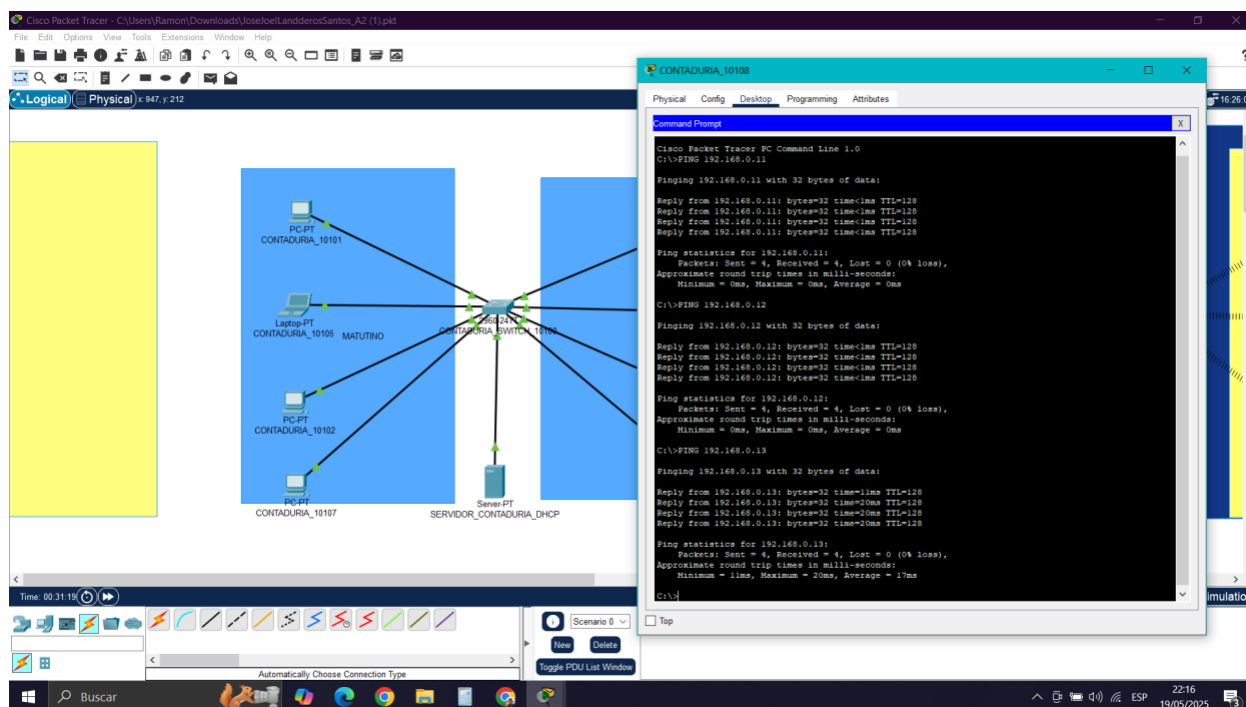 Cisco Packet Tracer - C:\Users\Ramon\Downloads\JoseJoelLandderosSantos_A2 (1).pkt
File Edit Options View Tools Extensions Window Help
Logical Physical x: 947, y: 212
16:26:0
PC-PT
CONTADURIA_10101
Laptop-PT
CONTADURIA_10105
MATUTINO
PC-PT
CONTADURIA_10102
PC-PT
CONTADURIA_10107
Server-PT
SERVIDOR_CONTADURIA_DHCP
CONTADURIA_10108
Physical Config Desktop Programming Attributes
Command Prompt X
Cisco Packet Tracer PC Command Line 1.0
C:\>PING 192.168.0.11
Pinging 192.168.0.11 with 32 bytes of data:
Reply from 192.168.0.11: bytes=32 time<1ms TTL=128
Reply from 192.168.0.11: bytes=32 time<1ms TTL=128
Reply from 192.168.0.11: bytes=32 time<1ms TTL=128
Reply from 192.168.0.11: bytes=32 time<1ms TTL=128
Ping statistics for 192.168.0.11:
Packets: Sent = 4, Received = 4, Lost = 0 (0% loss),
Approximate round trip times in milli-seconds:
Minimum = 0ms, Maximum = 0ms, Average = 0ms
C:\>PING 192.168.0.12
Pinging 192.168.0.12 with 32 bytes of data:
Reply from 192.168.0.12: bytes=32 time<1ms TTL=128
Reply from 192.168.0.12: bytes=32 time<1ms TTL=128
Reply from 192.168.0.12: bytes=32 time<1ms TTL=128
Reply from 192.168.0.12: bytes=32 time<1ms TTL=128
Ping statistics for 192.168.0.12:
Packets: Sent = 4, Received = 4, Lost = 0 (0% loss),
Approximate round trip times in milli-seconds:
Minimum = 0ms, Maximum = 0ms, Average = 0ms
C:\>PING 192.168.0.13
Pinging 192.168.0.13 with 32 bytes of data:
Reply from 192.168.0.13: bytes=32 time=11ms TTL=128
Reply from 192.168.0.13: bytes=32 time=20ms TTL=128
Reply from 192.168.0.13: bytes=32 time=20ms TTL=128
Reply from 192.168.0.13: bytes=32 time=20ms TTL=128
Ping statistics for 192.168.0.13:
Packets: Sent = 4, Received = 4, Lost = 0 (0% loss),
Approximate round trip times in milli-seconds:
Minimum = 11ms, Maximum = 20ms, Average = 17ms
C:\>
Top
Time: 00:31:19
imulatio
Scenario 0
New Delete
Toggle PDU List Window
Automatically Choose Connection Type
Buscar
ESP
22:16
19/05/2025
3